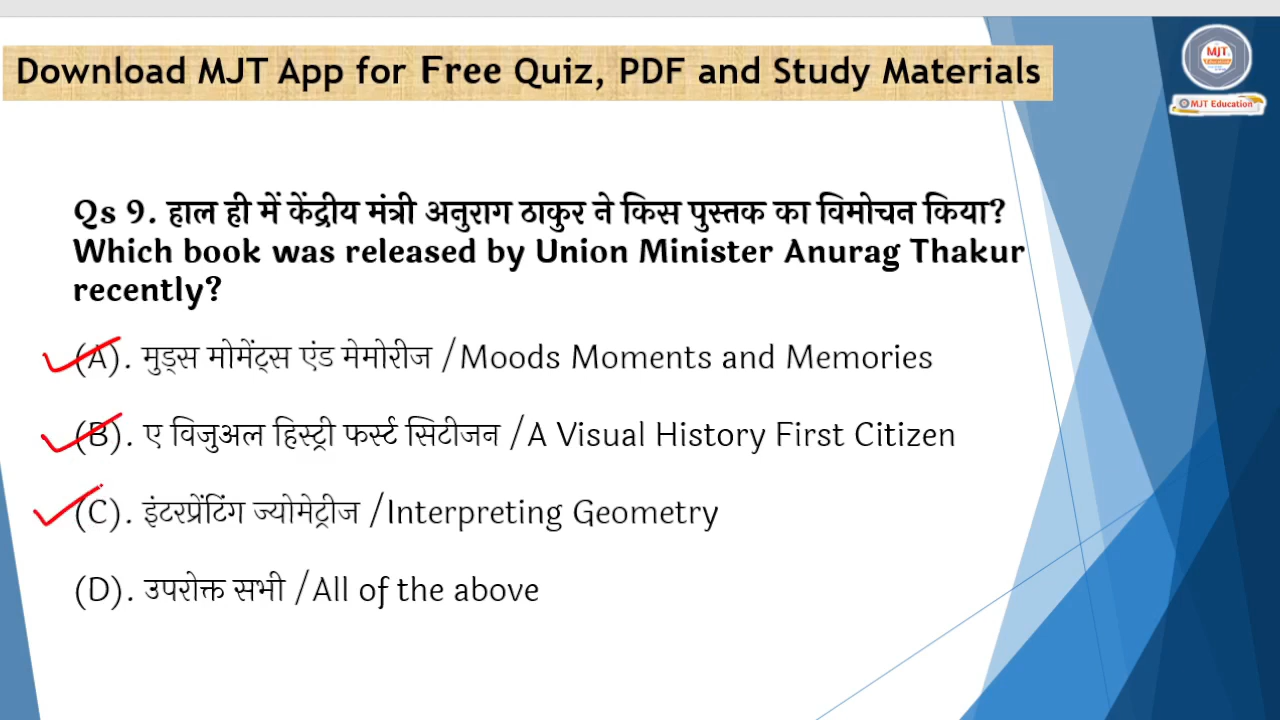 Download MJT App for Free Quiz, PDF and Study Materials
MJT
MJT Education
Qs 9. हाल ही में केंद्रीय मंत्री अनुराग ठाकुर ने किस पुस्तक का विमोचन किया?
Which book was released by Union Minister Anurag Thakur
recently?
(A). मुड्स मोमेंट्स एंड मेमोरीज /Moods Moments and Memories
(B). ए विजुअल हिस्ट्री फर्स्ट सिटीजन /A Visual History First Citizen
(C). इंटरप्रेंटिंग ज्योमेट्रीज /Interpreting Geometry
(D). उपरोक्त सभी /All of the above